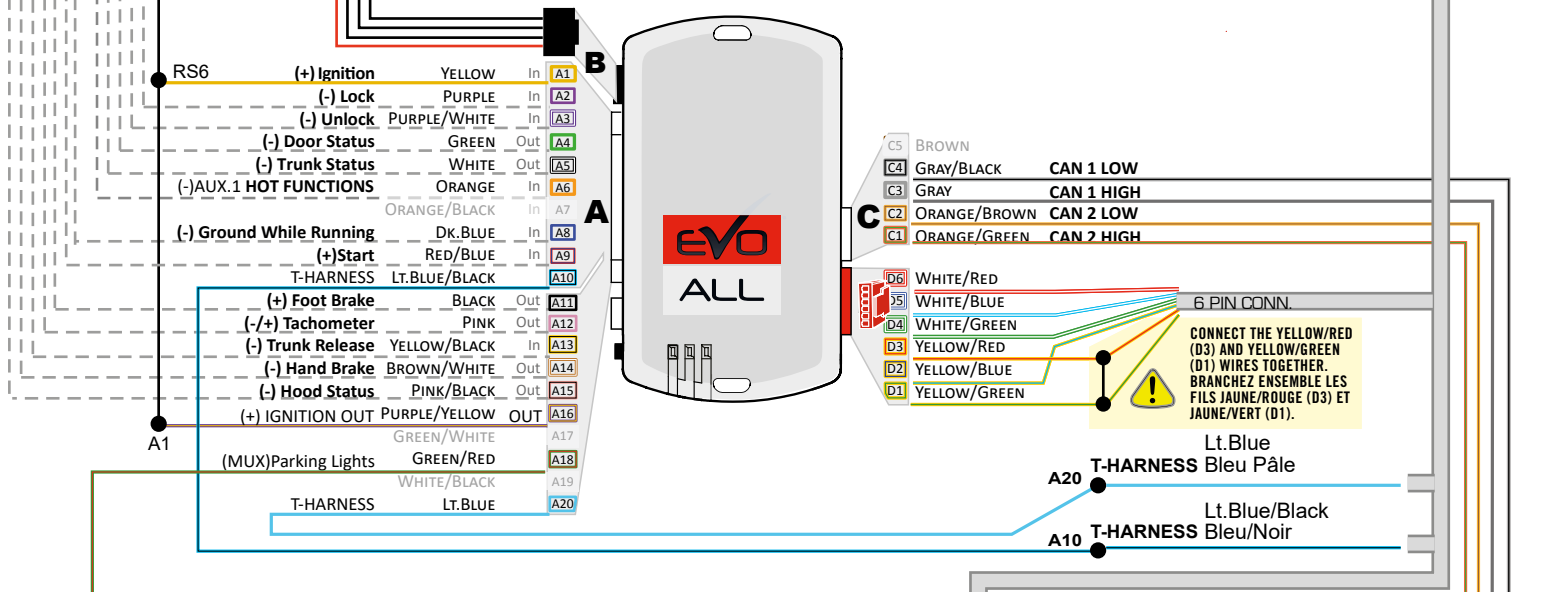 B
RS6 (+) Ignition YELLOW In A1
(-) Lock PURPLE In A2
(-) Unlock PURPLE/WHITE In A3
(-) Door Status GREEN Out A4
(-) Trunk Status WHITE Out A5
(-)AUX.1 HOT FUNCTIONS ORANGE In A6
ORANGE/BLACK In A7
(-) Ground While Running DK.BLUE In A8
(+)Start RED/BLUE In A9
T-HARNESS LT.BLUE/BLACK A10
(+) Foot Brake BLACK Out A11
(-/+) Tachometer PINK Out A12
(-) Trunk Release YELLOW/BLACK In A13
(-) Hand Brake BROWN/WHITE Out A14
(-) Hood Status PINK/BLACK Out A15
(+) IGNITION OUT PURPLE/YELLOW OUT A16
A1
GREEN/WHITE A17
(MUX)Parking Lights GREEN/RED A18
WHITE/BLACK A19
T-HARNESS LT.BLUE A20
A
EVO
ALL
C
C5 BROWN
C4 GRAY/BLACK CAN 1 LOW
C3 GRAY CAN 1 HIGH
C2 ORANGE/BROWN CAN 2 LOW
C1 ORANGE/GREEN CAN 2 HIGH
D6 WHITE/RED
D5 WHITE/BLUE
D4 WHITE/GREEN
D3 YELLOW/RED
D2 YELLOW/BLUE
D1 YELLOW/GREEN
6 PIN CONN.
CONNECT THE YELLOW/RED
(D3) AND YELLOW/GREEN
(D1) WIRES TOGETHER.
BRANCHEZ ENSEMBLE LES
FILS JAUNE/ROUGE (D3) ET
JAUNE/VERT (D1).
Lt.Blue
A20 T-HARNESS Bleu Pâle
Lt.Blue/Black
A10 T-HARNESS Bleu/Noir